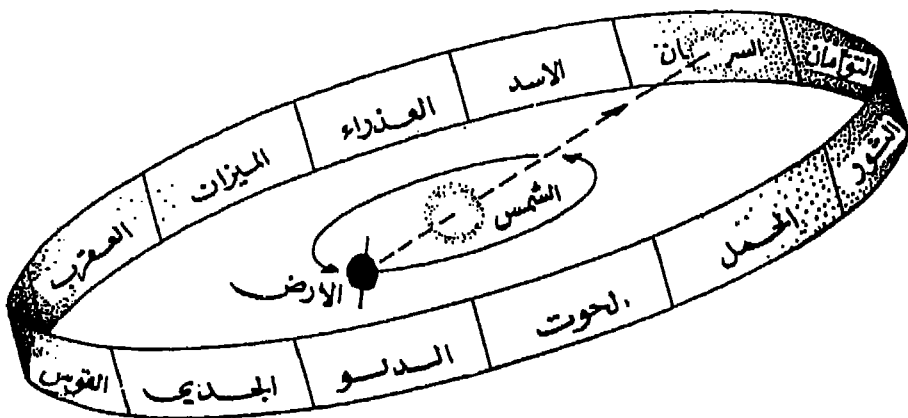 التوأمان
السرطان
الاسد
العذراء
الميزان
العقرب
الثور
الحمل
الشمس
الأرض
الحوت
الدلو
الجدي
القوس